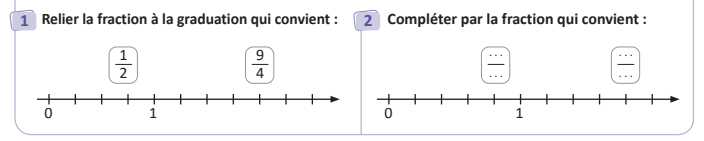 1 Relier la fraction à la graduation qui convient :
1/2 9/4
0 1
2 Compléter par la fraction qui convient :
.../... .../...
0 1